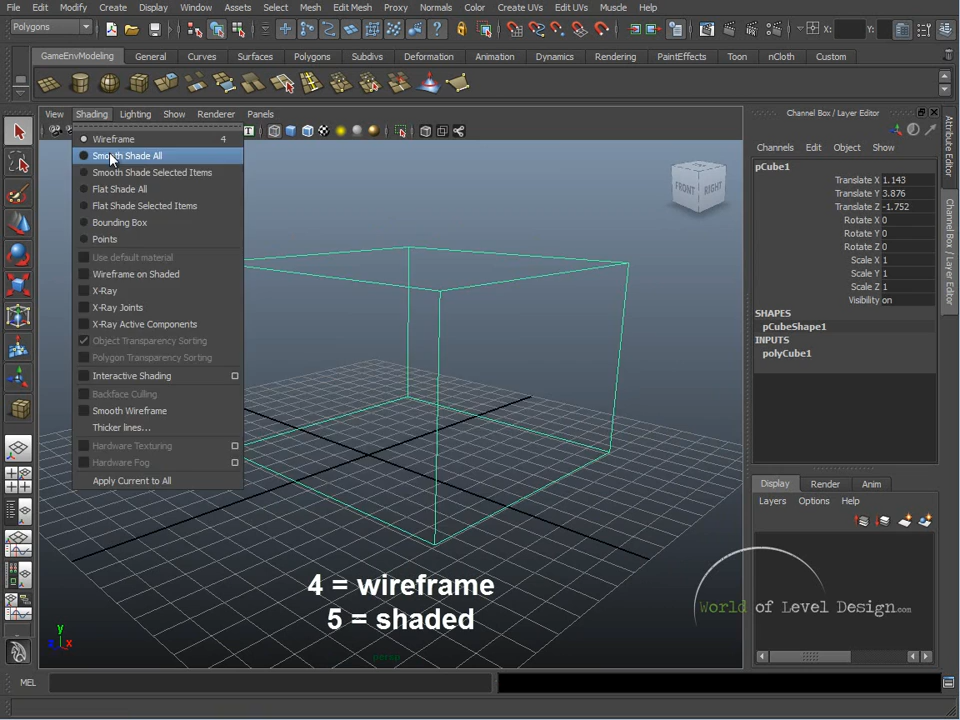 File Edit Modify Create Display Window Assets Select Mesh Edit Mesh Proxy Normals Color Create UVs Edit UVs Muscle Help
Polygons X: Y:
GameEnvModeling General Curves Surfaces Polygons Subdivs Deformation Animation Dynamics Rendering PaintEffects Toon nCloth Custom
View Shading Lighting Show Renderer Panels
Channel Box / Layer Editor
Wireframe 4
Smooth Shade All
Smooth Shade Selected Items
Flat Shade All
Flat Shade Selected Items
Bounding Box
Points
Use default material
Wireframe on Shaded
X-Ray
X-Ray Joints
X-Ray Active Components
Object Transparency Sorting
Polygon Transparency Sorting
Interactive Shading
Backface Culling
Smooth Wireframe
Thicker lines...
Hardware Texturing
Hardware Fog
Apply Current to All
FRONT RIGHT
Channels Edit Object Show
pCube1
Translate X 1.143
Translate Y 3.876
Translate Z -1.752
Rotate X 0
Rotate Y 0
Rotate Z 0
Scale X 1
Scale Y 1
Scale Z 1
Visibility on
SHAPES
pCubeShape1
INPUTS
polyCube1
Attribute Editor
Channel Box / Layer Editor
Display Render Anim
Layers Options Help
4 = wireframe
5 = shaded
World of Level Design.com
y
z x
persp
MEL